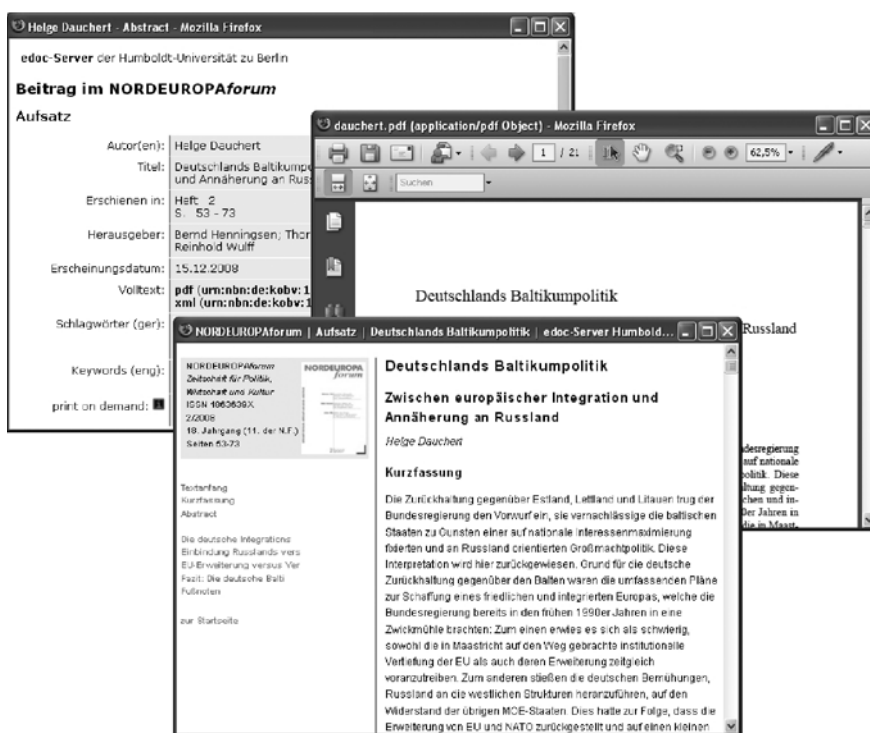 Helge Dauchert - Abstract - Mozilla Firefox
edoc-Server der Humboldt-Universität zu Berlin
Beitrag im NORDEUROPAforum
Aufsatz
Autor(en): Helge Dauchert
Titel: Deutschlands Baltikumpo
und Annäherung an Rus
Erschienen in: Heft 2
S. 53 - 73
Herausgeber: Bernd Henningsen; Thor
Reinhold Wulff
Erscheinungsdatum: 15.12.2008
Volltext: pdf (urn:nbn:de:kobv:1
xml (urn:nbn:de:kobv:1
Schlagwörter (ger):
Keywords (eng):
print on demand:
dauchert.pdf (application/pdf Object) - Mozilla Firefox
1 / 21 62,5%
Suchen
Deutschlands Baltikumpolitik
Russland
ndesregierung
auf nationale
politik. Diese
ltung gegen-
chen und in-
0er Jahren in
die in Maast-
NORDEUROPAforum | Aufsatz | Deutschlands Baltikumpolitik | edoc-Server Humbold...
NORDEUROPAforum
Zeitschrift für Politik,
Wirtschaft und Kultur
ISSN 1863639X
2/2008
18. Jahrgang (11. der N.F.)
Seiten 53-73
NORDEUROPA
forum
Textanfang
Kurzfassung
Abstract
Die deutsche Integrations
Einbindung Russlands vers
EU-Erweiterung versus Ver
Fazit: Die deutsche Balti
Fußnoten
zur Startseite
Deutschlands Baltikumpolitik
Zwischen europäischer Integration und
Annäherung an Russland
Helge Dauchert
Kurzfassung
Die Zurückhaltung gegenüber Estland, Lettland und Litauen trug der
Bundesregierung den Vorwurf ein, sie vernachlässige die baltischen
Staaten zu Gunsten einer auf nationale Interessenmaximierung
fixierten und an Russland orientierten Großmachtpolitik. Diese
Interpretation wird hier zurückgewiesen. Grund für die deutsche
Zurückhaltung gegenüber den Balten waren die umfassenden Pläne
zur Schaffung eines friedlichen und integrierten Europas, welche die
Bundesregierung bereits in den frühen 1990er Jahren in eine
Zwickmühle brachten: Zum einen erwies es sich als schwierig,
sowohl die in Maastricht auf den Weg gebrachte institutionelle
Vertiefung der EU als auch deren Erweiterung zeitgleich
voranzutreiben. Zum anderen stießen die deutschen Bemühungen,
Russland an die westlichen Strukturen heranzuführen, auf den
Widerstand der übrigen MOE-Staaten. Dies hatte zur Folge, dass die
Erweiterung von EU und NATO zurückgestellt und auf einen kleinen